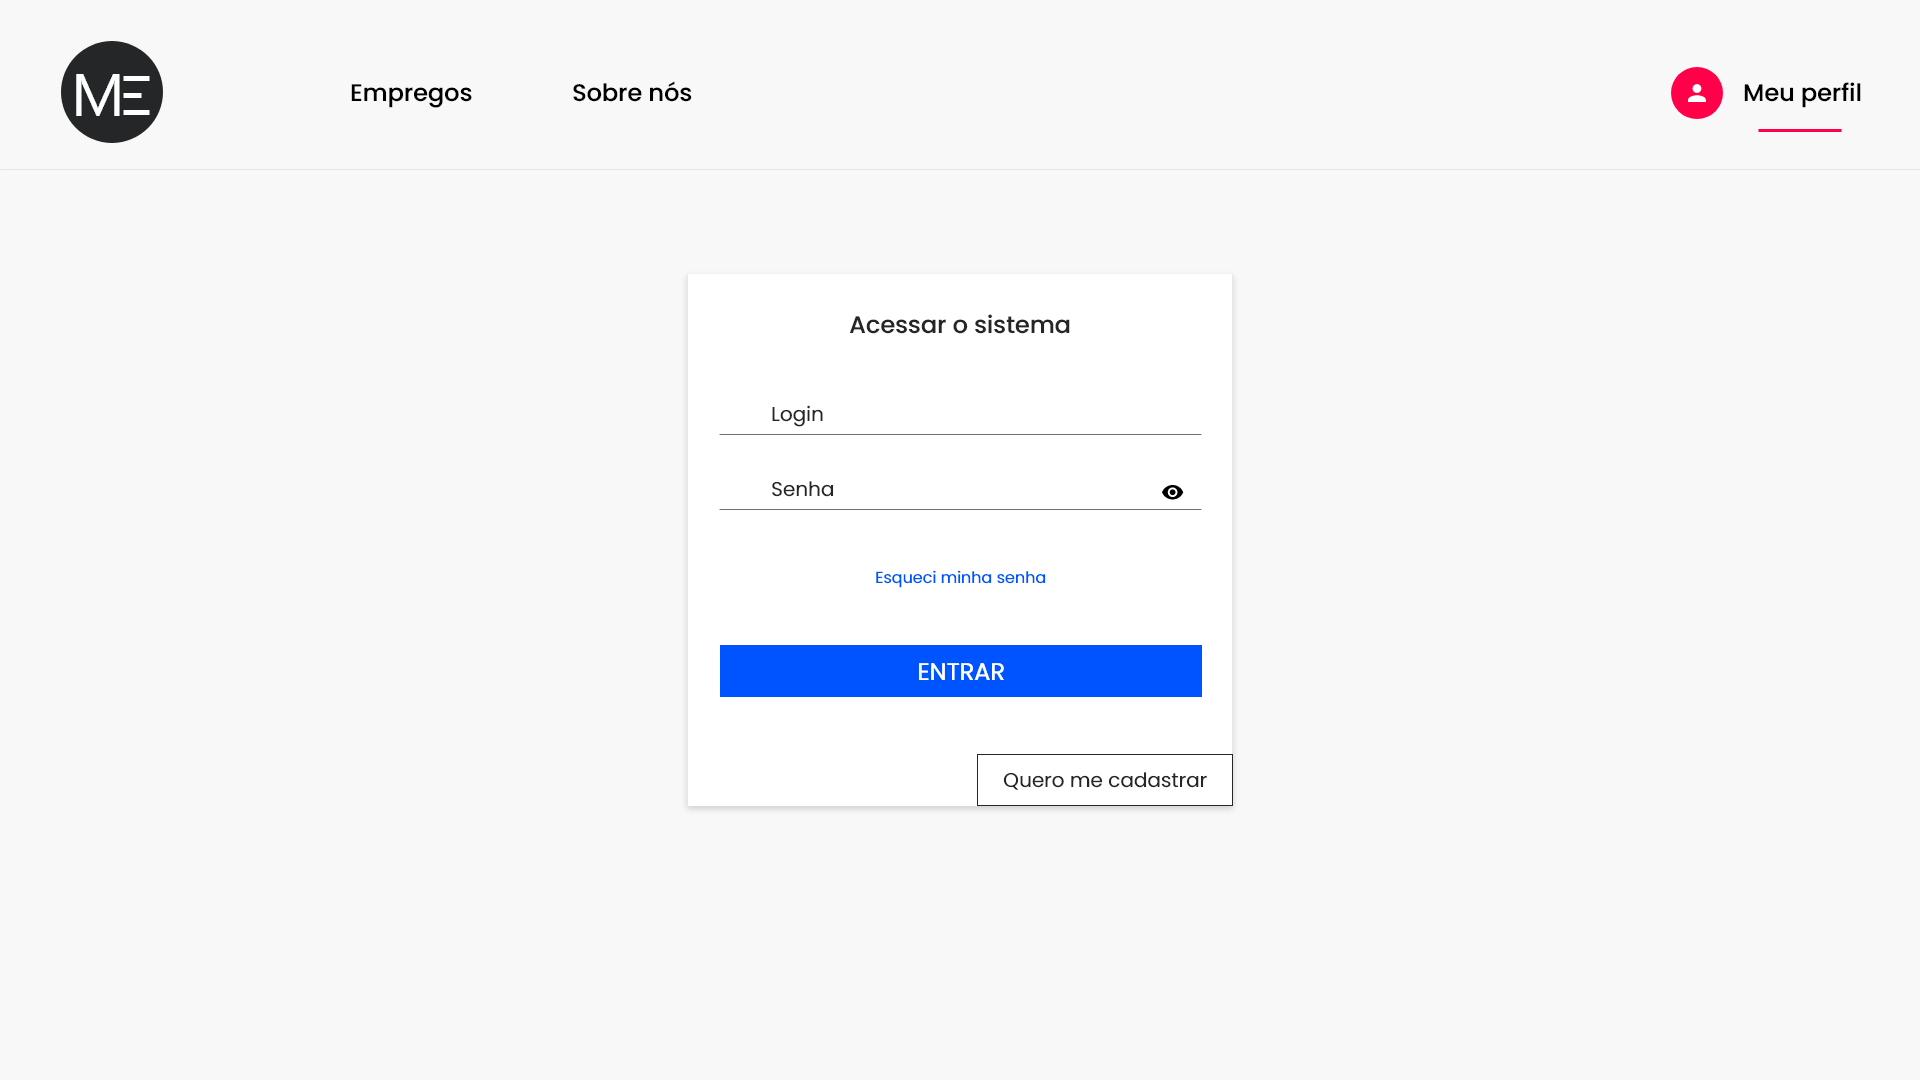 ME
Empregos
Sobre nós
Meu perfil
Acessar o sistema
Login
Senha
Esqueci minha senha
ENTRAR
Quero me cadastrar